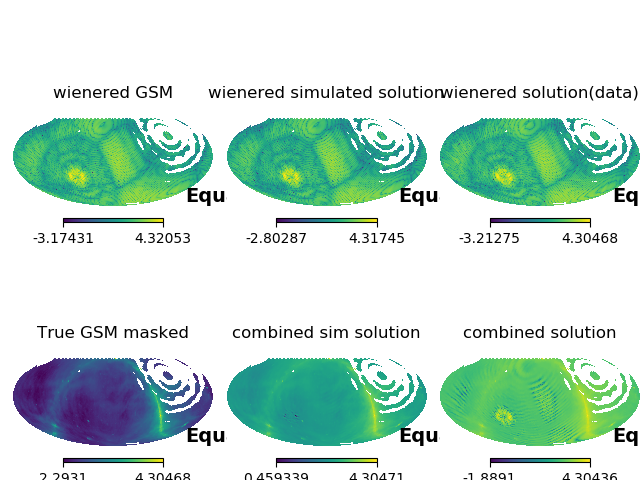 wienered GSM
wienered simulated solution
wienered solution(data)
Equ
Equ
Eq
-3.17431 4.32053
-2.80287 4.31745
-3.21275 4.30468
True GSM masked
combined sim solution
combined solution
Equ
Equ
Eq
2.2931 4.30468
0.459339 4.30471
-1.8891 4.30436